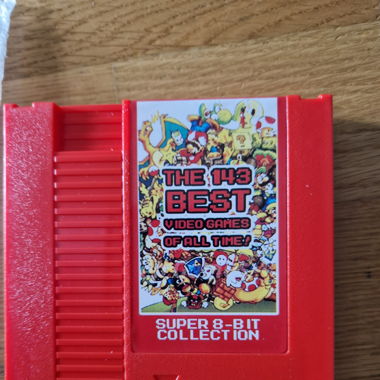 THE 143
BEST
VIDEO GAMES
OF ALL TIME!
SUPER 8-BIT
COLLECTION